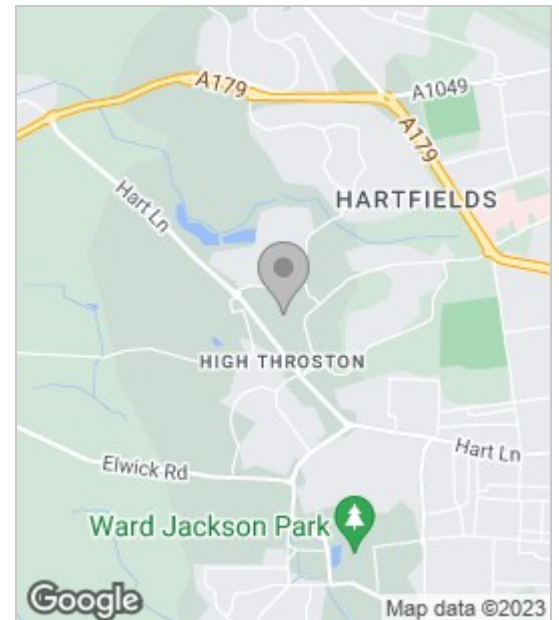 A179
A1049
A179
Hart Ln
HARTFIELDS
HIGH THROSTON
Hart Ln
Elwick Rd
Ward Jackson Park
Google
Map data ©2023